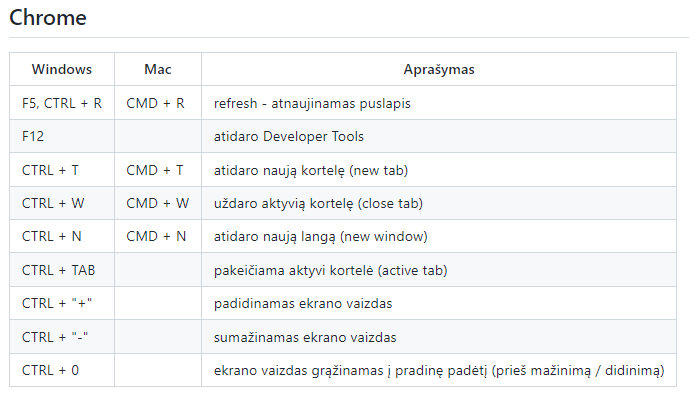 Chrome
Windows Mac Aprašymas
F5, CTRL + R CMD + R refresh - atnaujinamas puslapis
F12 atidaro Developer Tools
CTRL + T CMD + T atidaro naują kortelę (new tab)
CTRL + W CMD + W uždaro aktyvią kortelę (close tab)
CTRL + N CMD + N atidaro naują langą (new window)
CTRL + TAB pakeičiama aktyvi kortelė (active tab)
CTRL + "+" padidinamas ekrano vaizdas
CTRL + "-" sumažinamas ekrano vaizdas
CTRL + 0 ekrano vaizdas grąžinamas į pradinę padėtį (prieš mažinimą / didinimą)